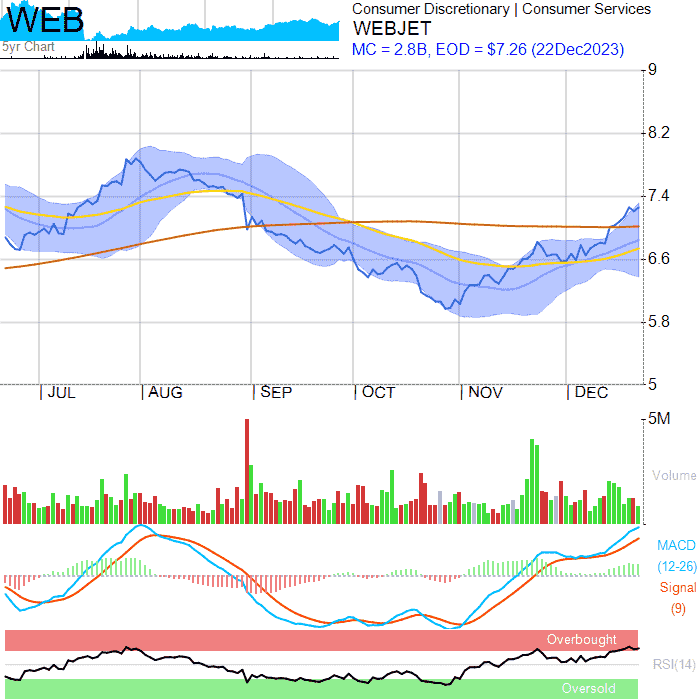 WEB
5yr Chart
Consumer Discretionary | Consumer Services
WEBJET
MC = 2.8B, EOD = $7.26 (22Dec2023)
9
8.2
7.4
6.6
5.8
5
JUL
AUG
SEP
OCT
NOV
DEC
5M
Volume
MACD
(12-26)
Signal
(9)
Overbought
RSI(14)
Oversold